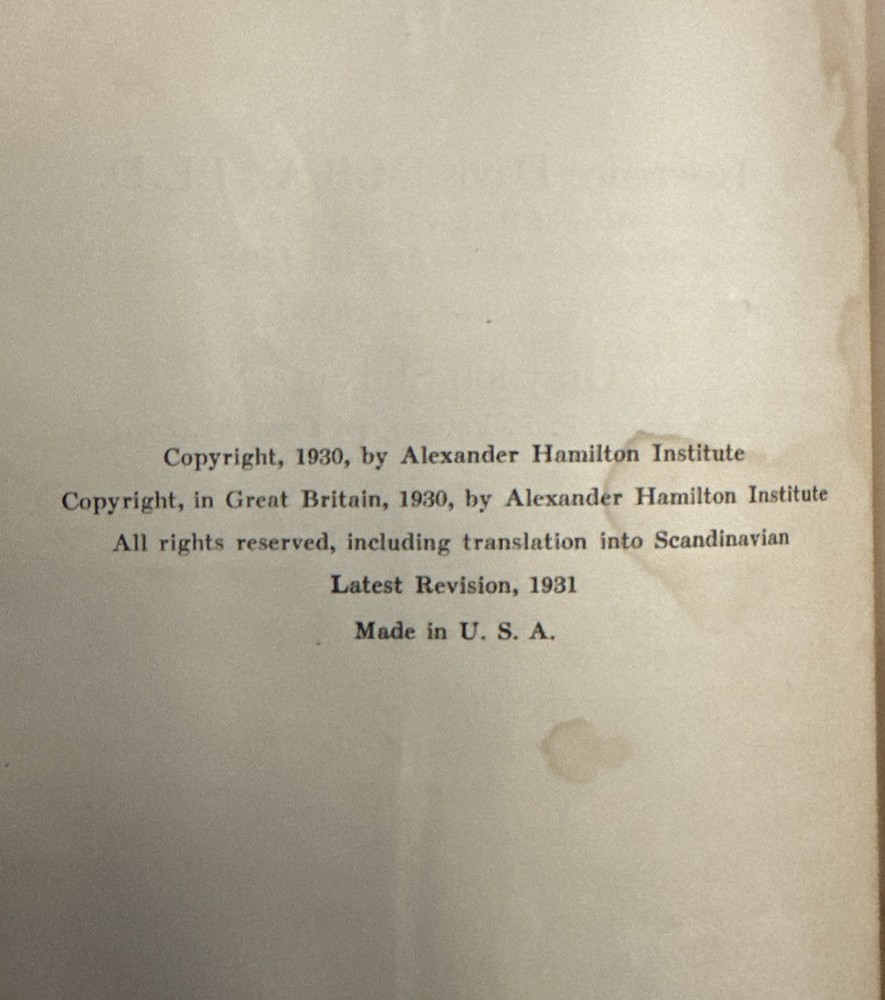 Copyright, 1930, by Alexander Hamilton Institute
Copyright, in Great Britain, 1930, by Alexander Hamilton Institute
All rights reserved, including translation into Scandinavian
Latest Revision, 1931
Made in U. S. A.